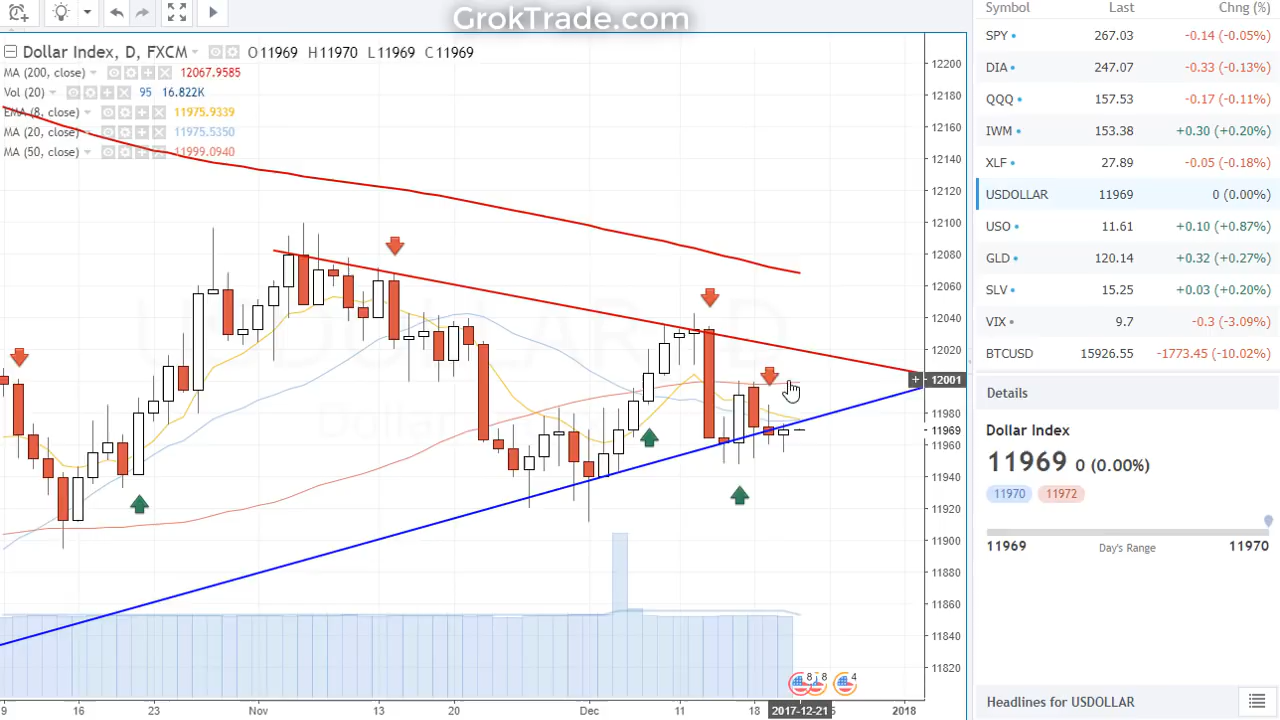 GrokTrade.com
Dollar Index, D, FXCM O11969 H11970 L11969 C11969
MA (200, close) 12067.9585
Vol (20) 95 16.822K
EMA (8, close) 11975.9339
MA (20, close) 11975.5350
MA (50, close) 11999.0940
12200
12180
12160
12140
12120
12100
12080
12060
12040
12020
12001
11980
11969
11960
11940
11920
11900
11880
11860
11840
11820
8 8 4
9 16 23 Nov 13 20 Dec 11 18 2017-12-21 2018
Symbol Last Chng (%)
SPY 267.03 -0.14 (-0.05%)
DIA 247.07 -0.33 (-0.13%)
QQQ 157.53 -0.17 (-0.11%)
IWM 153.38 +0.30 (+0.20%)
XLF 27.89 -0.05 (-0.18%)
USDOLLAR 11969 0 (0.00%)
USO 11.61 +0.10 (+0.87%)
GLD 120.14 +0.32 (+0.27%)
SLV 15.25 +0.03 (+0.20%)
VIX 9.7 -0.3 (-3.09%)
BTCUSD 15926.55 -1773.45 (-10.02%)
Details
Dollar Index
11969 0 (0.00%)
11970 11972
11969 Day's Range 11970
Headlines for USDOLLAR